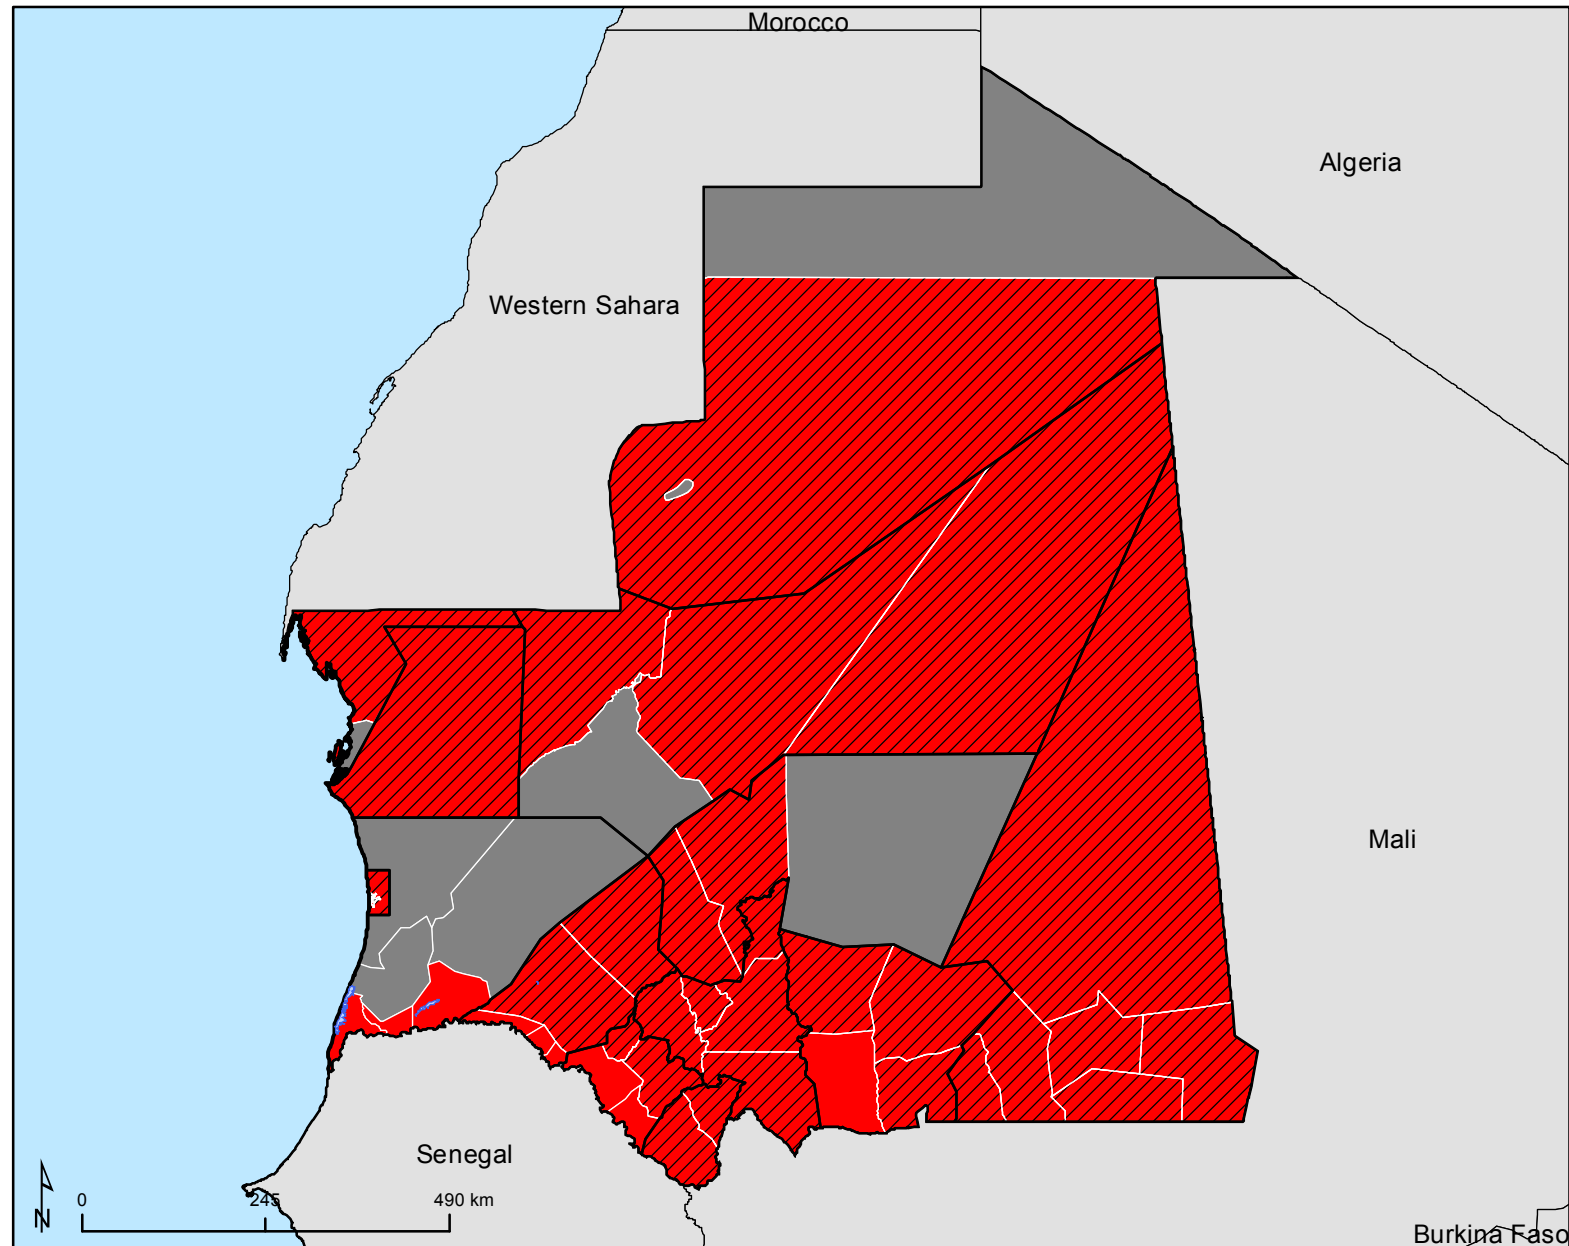 Morocco
Algeria
Western Sahara
Mali
Senegal
0 245 490 km
N
Burkina Faso